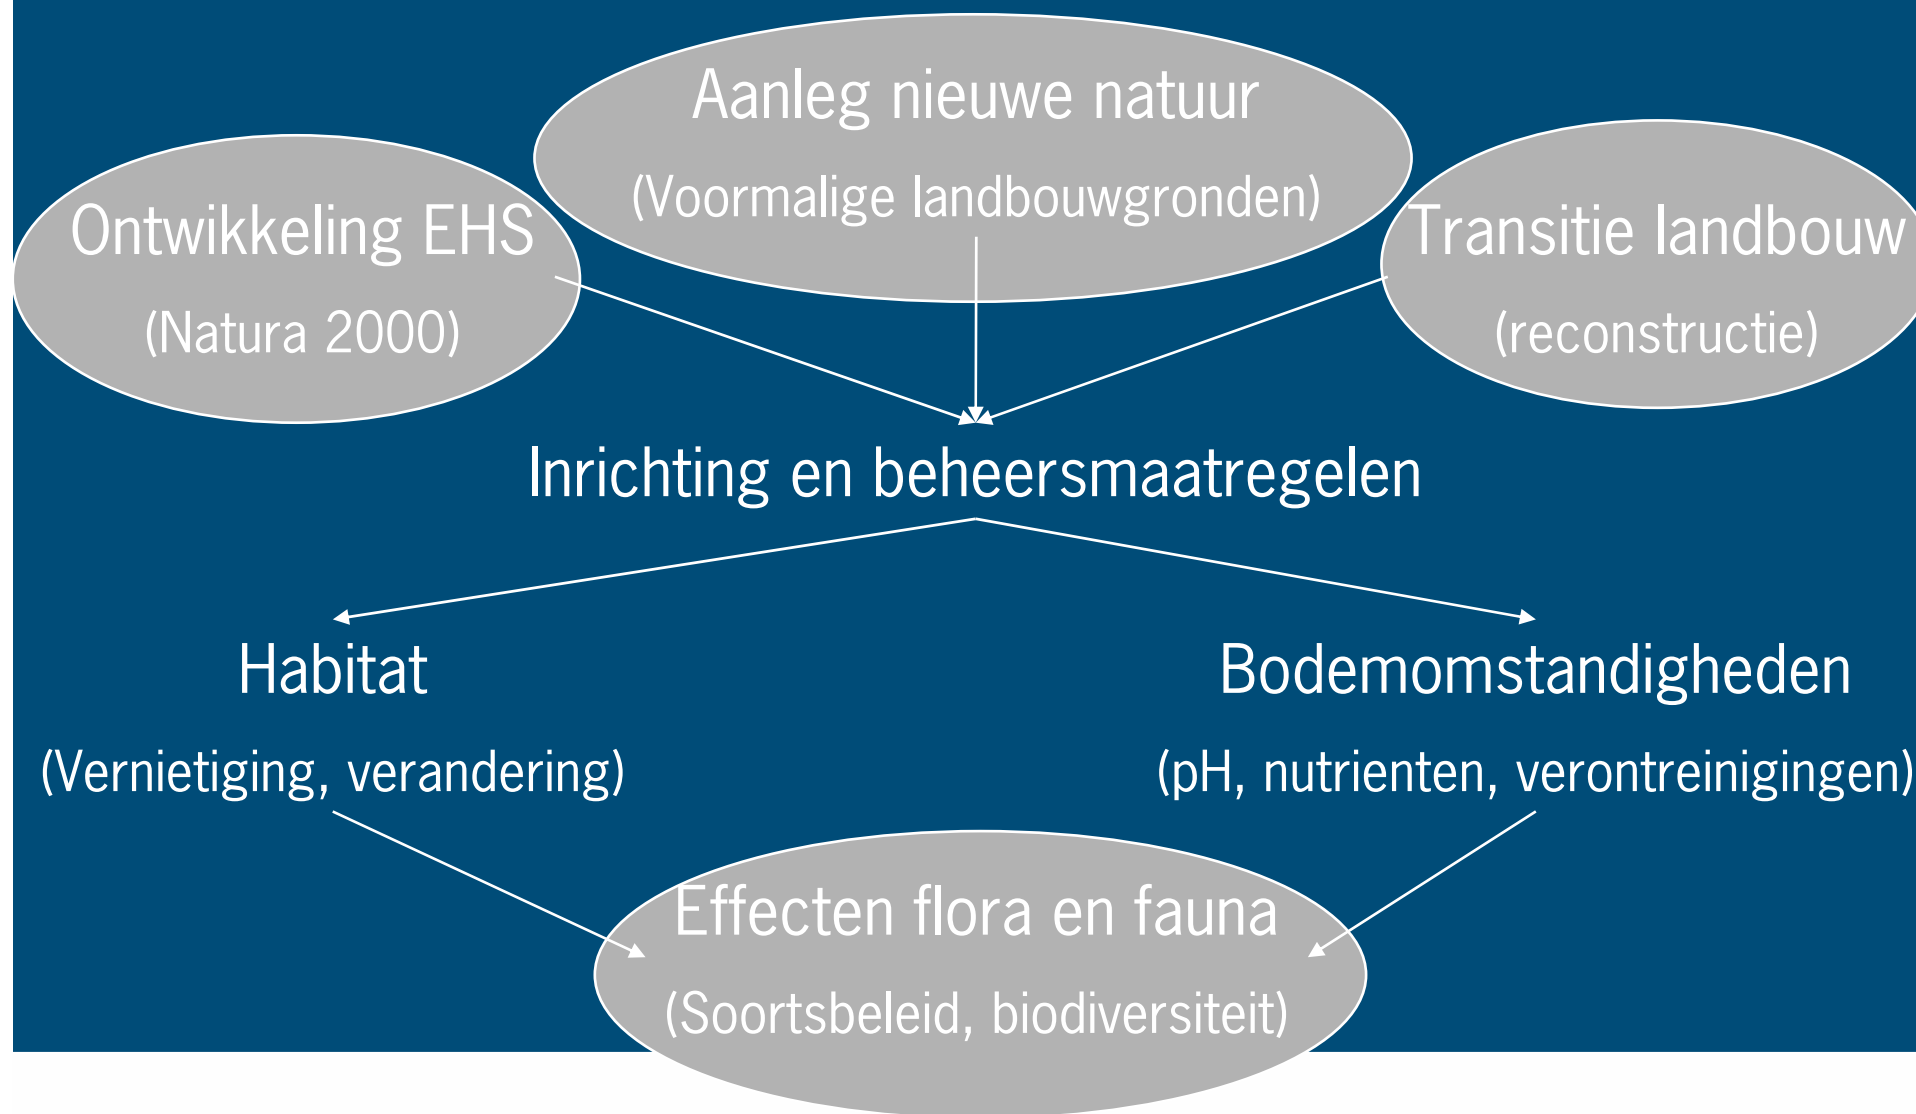 Aanleg nieuwe natuur
(Voormalige landbouwgronden)
Ontwikkeling EHS
(Natura 2000)
Transitie landbouw
(reconstructie)
Inrichting en beheersmaatregelen
Habitat
(Vernietiging, verandering)
Bodemomstandigheden
(pH, nutrienten, verontreinigingen)
Effecten flora en fauna
(Soortsbeleid, biodiversiteit)